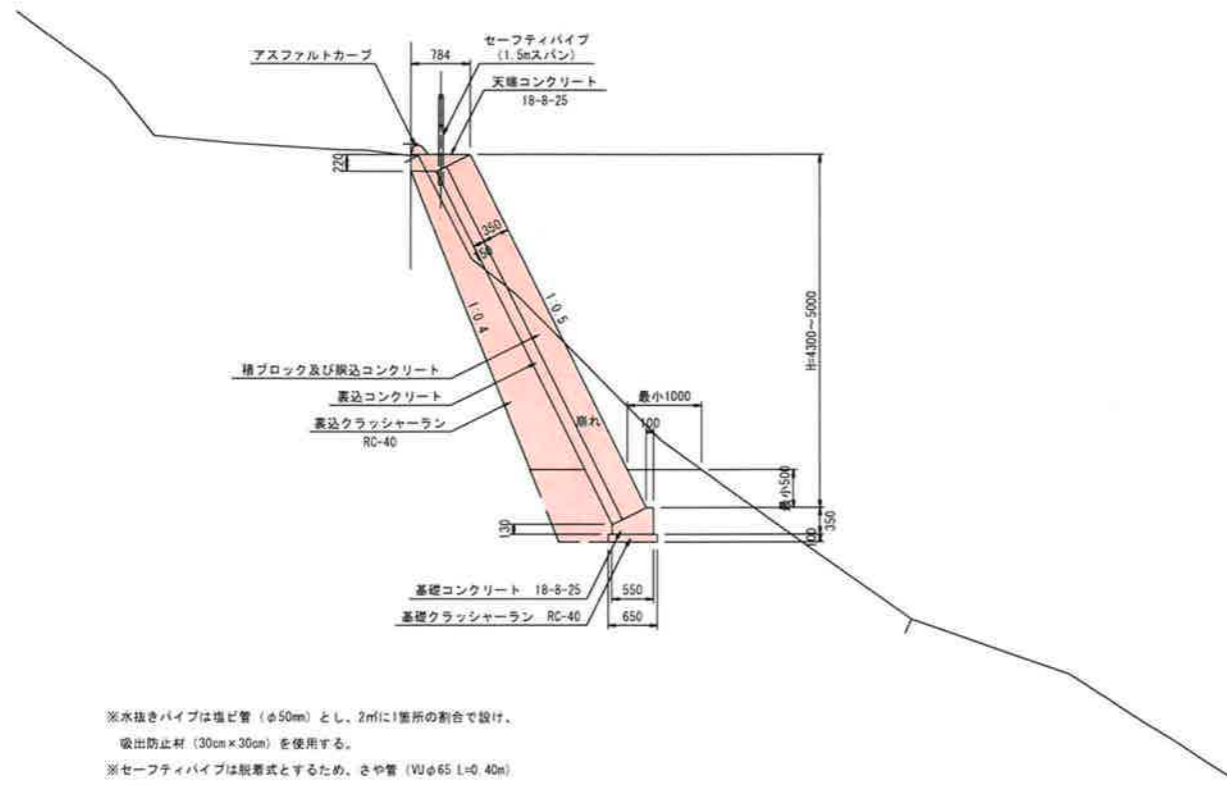 セーフティパイプ
(1.5mスパン)
アスファルトカーブ
784
天端コンクリート
18-8-25
220
350
50
1:0.4
1:0.5
H=4300～5000
積ブロック及び胴込コンクリート
裏込コンクリート
裏込クラッシャーラン
RC-40
崩れ
最小1000
100
最小500
350
100
130
基礎コンクリート 18-8-25
550
基礎クラッシャーラン RC-40
650
※水抜きパイプは塩ビ管（φ50mm）とし、2㎡に1箇所の割合で設け、
吸出防止材（30cm×30cm）を使用する。
※セーフティパイプは脱着式とするため、さや管（VUφ65 L=0.40m）